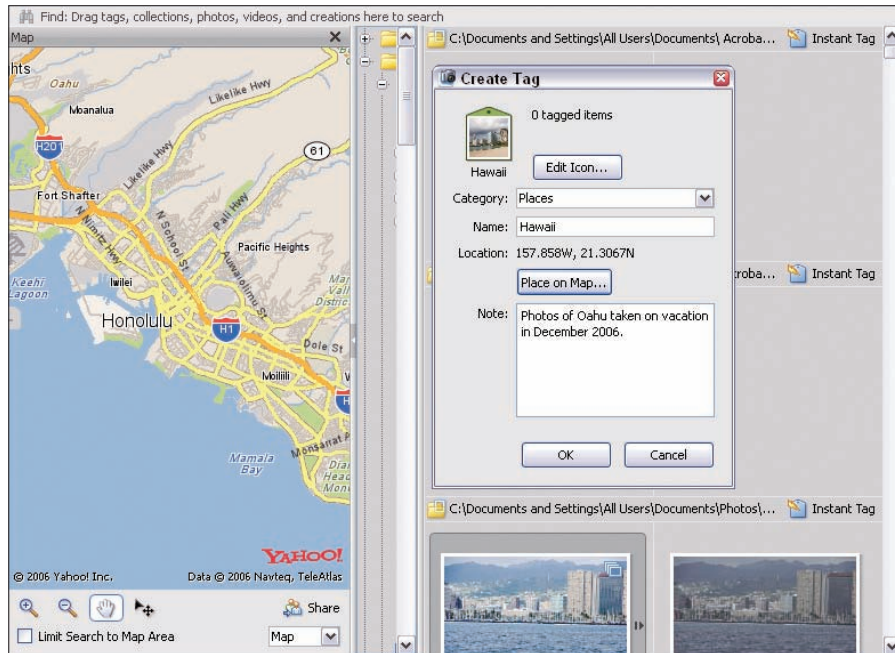 Find: Drag tags, collections, photos, videos, and creations here to search
Map
hts
Oahu
Moanalua
Likelike Hwy
H201
61
Fort Shafter
Likelike Hwy
Pali Hwy
N Nimitz Hwy
N School St
Pacific Heights
Auwaiolimu St
Keehi
Lagoon
Iwilei
Honolulu
H1
Dole St
Moiliili
Monsarrat A
Mamala
Bay
YAHOO!
© 2006 Yahoo! Inc.
Data © 2006 Navteq, TeleAtlas
Share
Limit Search to Map Area
Map
C:\Documents and Settings\All Users\Documents\ Acroba...
Instant Tag
Create Tag
0 tagged items
Hawaii
Edit Icon...
Category:
Places
Name:
Hawaii
Location:
157.858W, 21.3067N
Place on Map...
Note:
Photos of Oahu taken on vacation
in December 2006.
OK
Cancel
croba...
Instant Tag
C:\Documents and Settings\All Users\Documents\Photos\...
Instant Tag